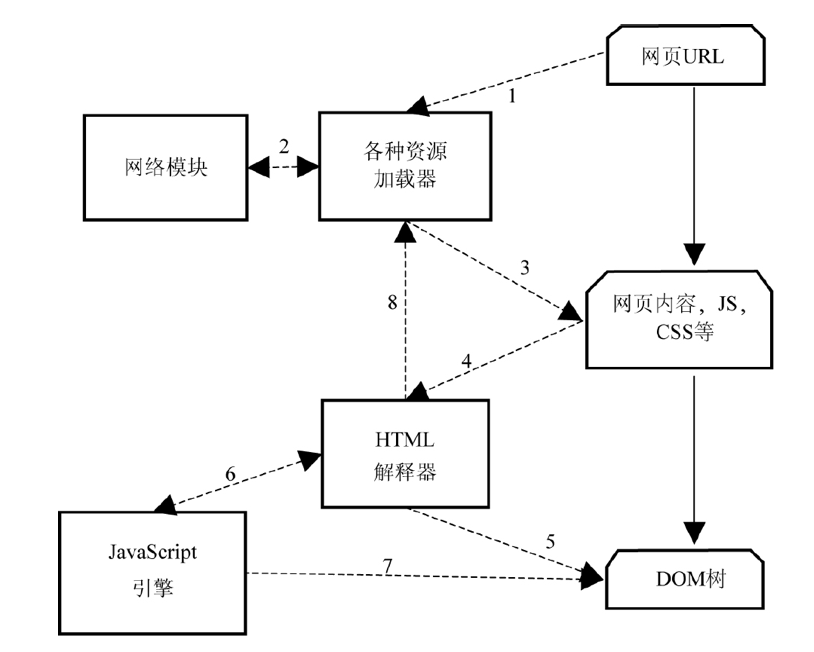 网页URL
1
各种资源
加载器
网络模块
2
3
网页内容，JS，
CSS等
8
4
HTML
解释器
6
JavaScript
引擎
5
7
DOM树